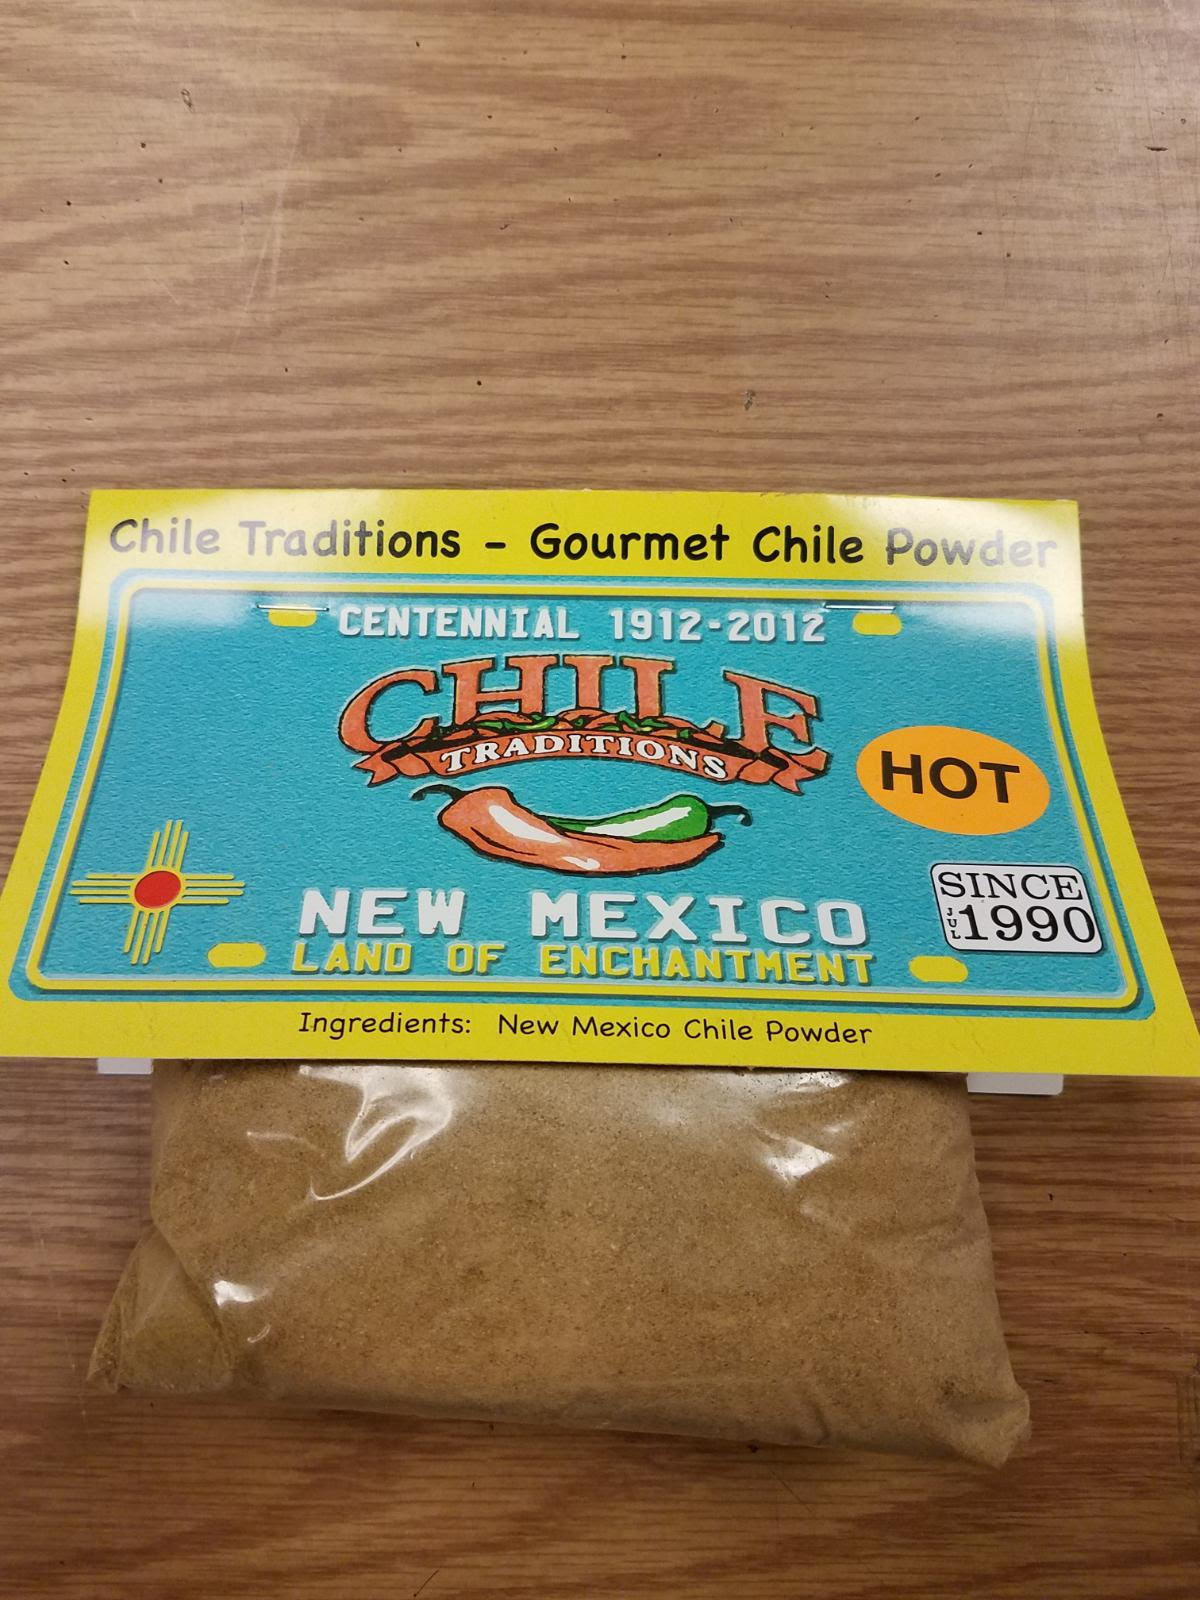 Chile Traditions - Gourmet Chile Powder
CENTENNIAL 1912-2012
CHILE
TRADITIONS
HOT
SINCE
JUL 1990
NEW MEXICO
LAND OF ENCHANTMENT
Ingredients: New Mexico Chile Powder